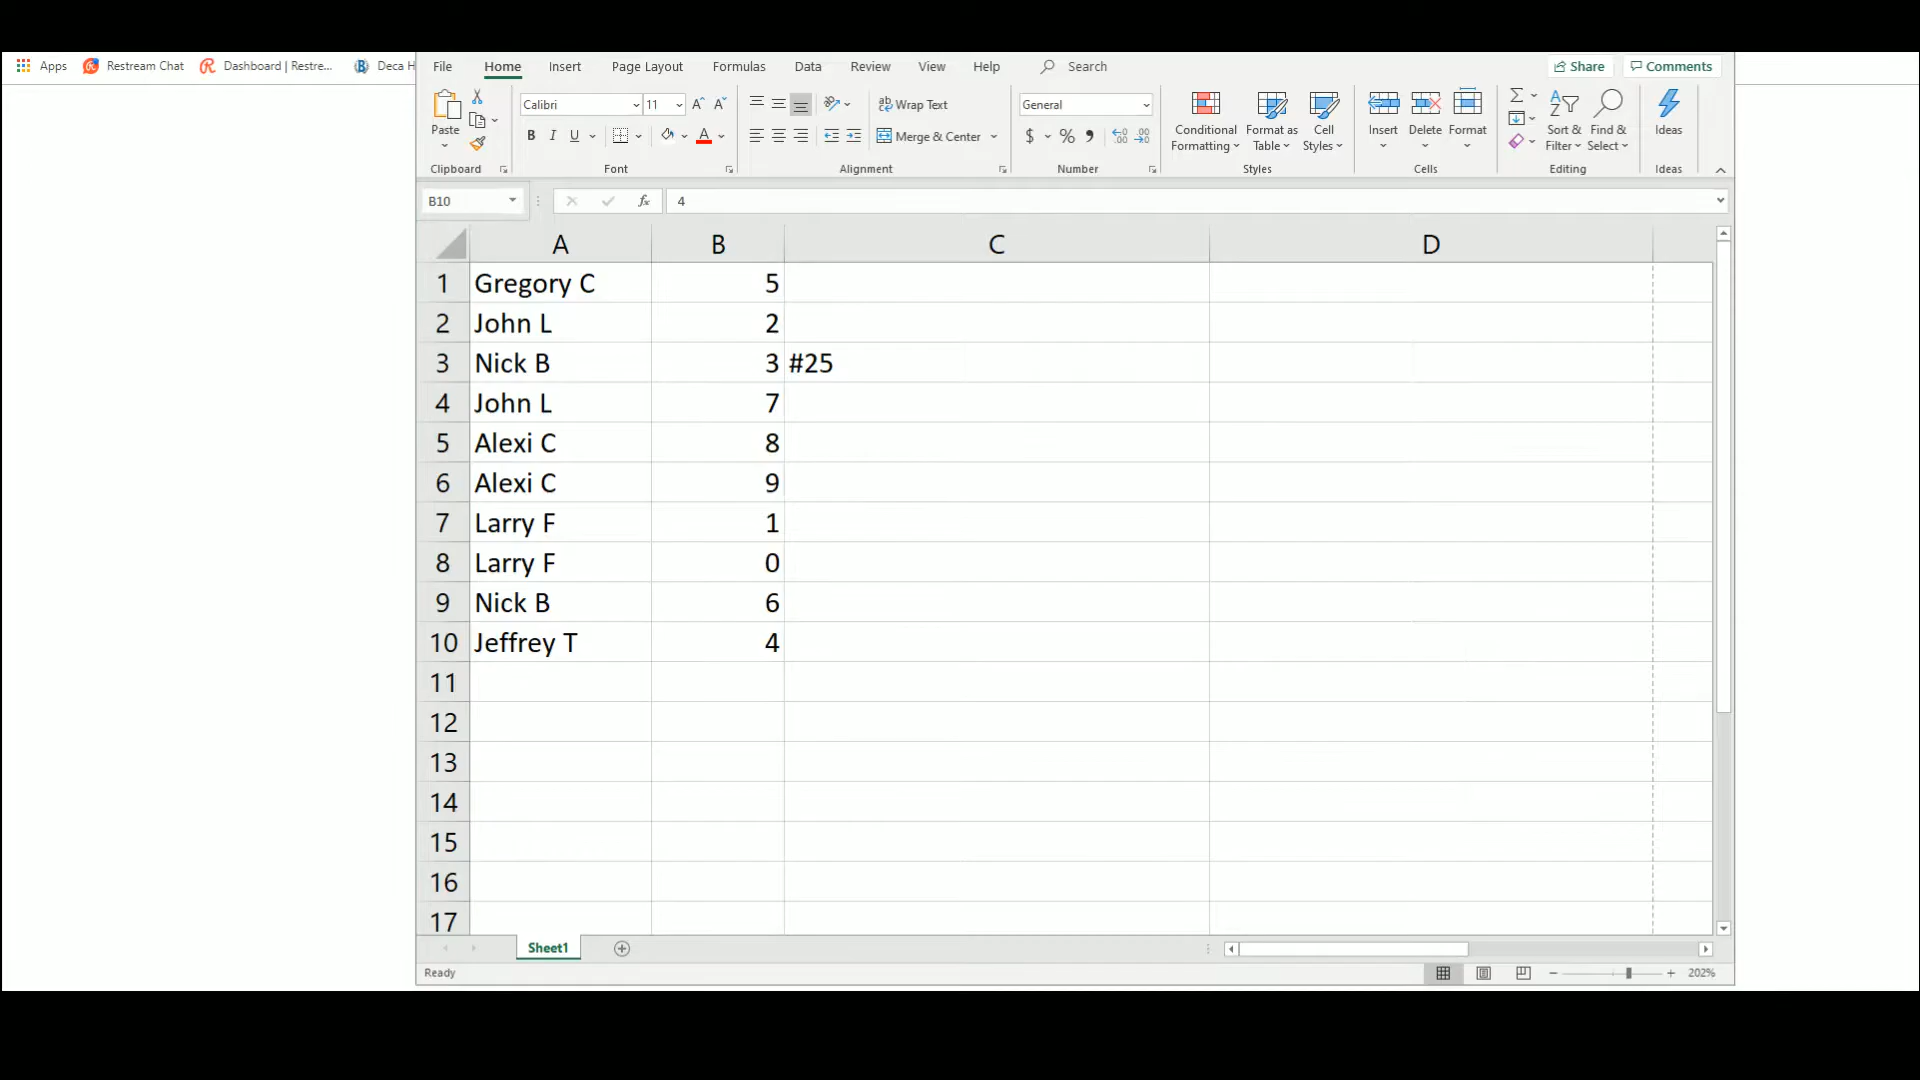 Apps Restream Chat Dashboard | Restre... Deca H
File Home Insert Page Layout Formulas Data Review View Help Search Share Comments
Paste Calibri 11 Wrap Text General Conditional Formatting Format as Table Cell Styles Insert Delete Format Sort & Filter Find & Select Ideas
B I U A Merge & Center $ %
Clipboard Font Alignment Number Styles Cells Editing Ideas
B10 fx 4
A B C D
1 Gregory C 5
2 John L 2
3 Nick B 3 #25
4 John L 7
5 Alexi C 8
6 Alexi C 9
7 Larry F 1
8 Larry F 0
9 Nick B 6
10 Jeffrey T 4
11
12
13
14
15
16
17
Sheet1
Ready 202%